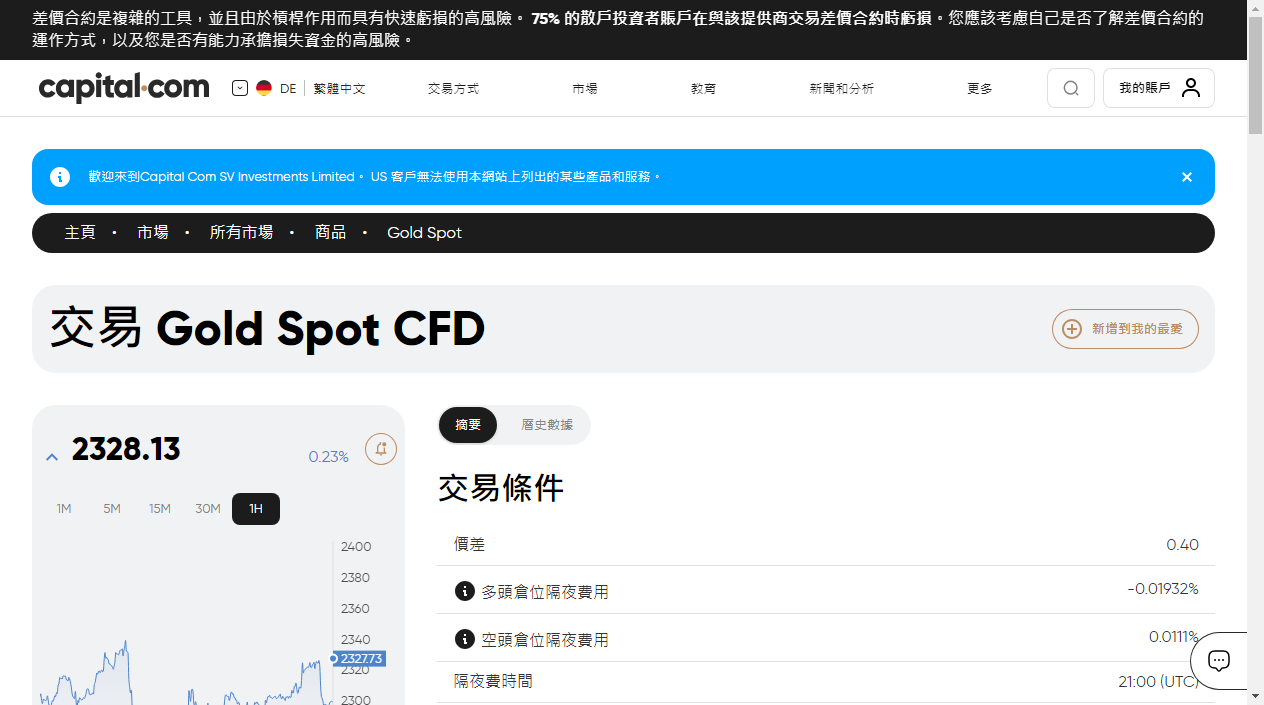 差價合約是複雜的工具，並且由於槓桿作用而具有快速虧損的高風險。75% 的散戶投資者賬戶在與該提供商交易差價合約時虧損。您應該考慮自己是否了解差價合約的
運作方式，以及您是否有能力承擔損失資金的高風險。
capital.com
DE 繁體中文
交易方式
市場
教育
新聞和分析
更多
我的賬戶
歡迎來到Capital Com SV Investments Limited。 US 客戶無法使用本網站上列出的某些產品和服務。
主頁 • 市場 • 所有市場 • 商品 • Gold Spot
交易 Gold Spot CFD
新增到我的最愛
2328.13
0.23%
1M 5M 15M 30M 1H
2400
2380
2360
2340
2327.73
2320
2300
摘要
曆史數據
交易條件
價差 0.40
多頭倉位隔夜費用 -0.01932%
空頭倉位隔夜費用 0.0111%
隔夜費時間 21:00 (UTC)